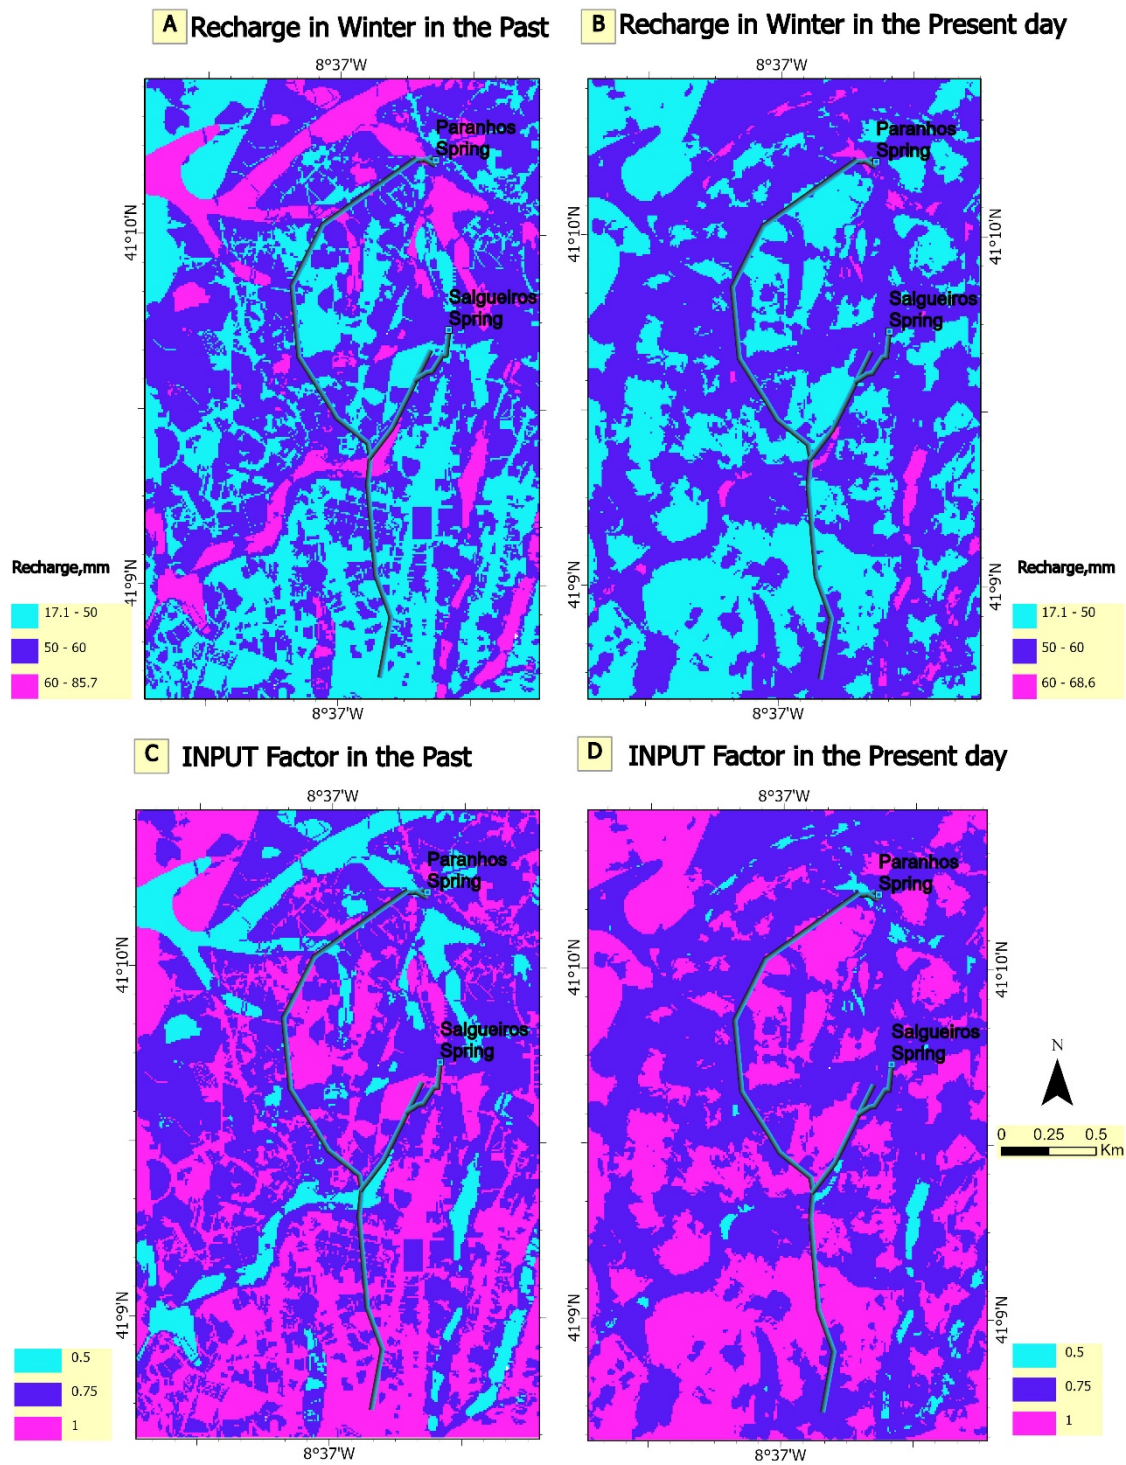 A Recharge in Winter in the Past
8°37'W
Paranhos
Spring
41°10'N
Salgueiros
Spring
41°9'N
Recharge,mm
17.1 - 50
50 - 60
60 - 85.7
8°37'W
B Recharge in Winter in the Present day
8°37'W
Paranhos
Spring
41°10'N
41°10'N
Salgueiros
Spring
41°9'N
41°9'N
Recharge,mm
17.1 - 50
50 - 60
60 - 68.6
8°37'W
C INPUT Factor in the Past
8°37'W
Paranhos
Spring
41°10'N
Salgueiros
Spring
41°9'N
0.5
0.75
1
8°37'W
D INPUT Factor in the Present day
8°37'W
Paranhos
Spring
41°10'N
41°10'N
Salgueiros
Spring
N
0 0.25 0.5
Km
41°9'N
41°9'N
0.5
0.75
1
8°37'W